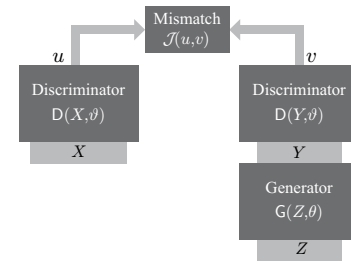 Mismatch
𝒥(u,v)
u
v
Discriminator
D(X,ϑ)
Discriminator
D(Y,ϑ)
X
Y
Generator
G(Z,θ)
Z